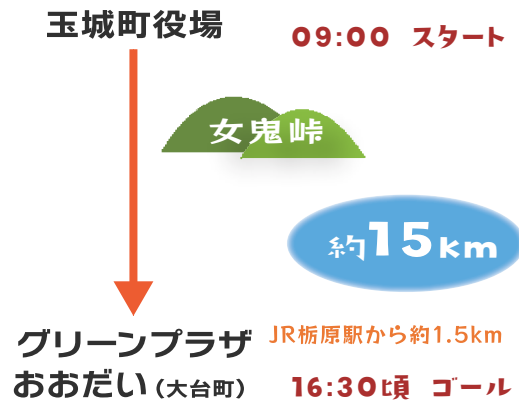 玉城町役場
09:00 スタート
女鬼峠
約15km
グリーンプラザ
おおだい（大台町）
JR栃原駅から約1.5km
16:30頃 ゴール